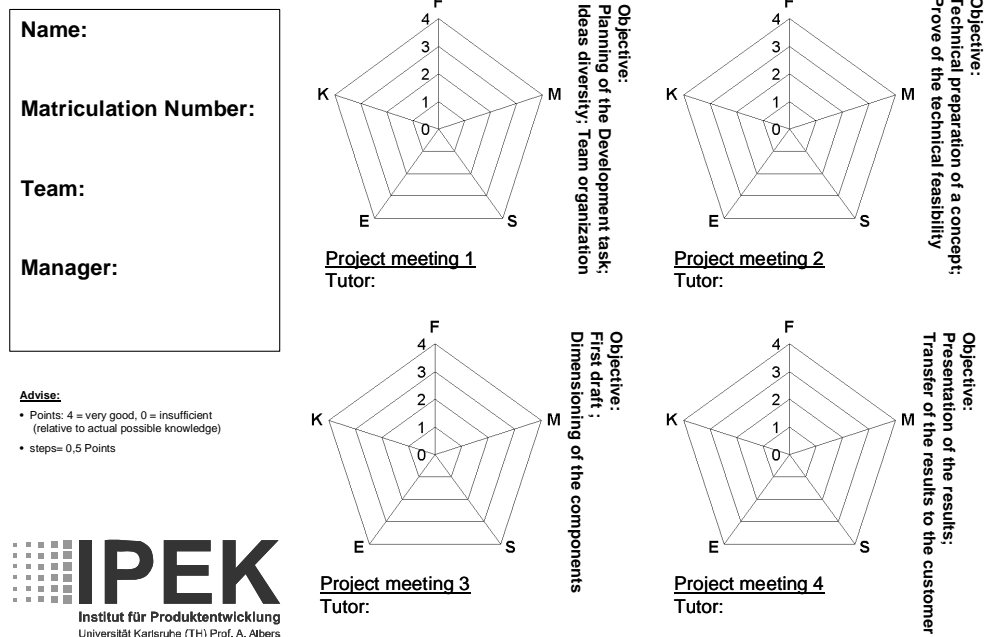 Name:
Matriculation Number:
Team:
Manager:
Advise:
• Points: 4 = very good, 0 = insufficient
(relative to actual possible knowledge)
• steps= 0,5 Points
IPEK
Institut für Produktentwicklung
Universität Karlsruhe (TH) Prof. A. Albers
F
4
3
2
1
0
K
M
E
S
Project meeting 1
Tutor:
Objective:
Planning of the Development task;
Ideas diversity; Team organization
F
4
3
2
1
0
K
M
E
S
Project meeting 2
Tutor:
Objective:
Technical preparation of a concept;
Prove of the technical feasibility
F
4
3
2
1
0
K
M
E
S
Project meeting 3
Tutor:
Objective:
First draft ;
Dimensioning of the components
F
4
3
2
1
0
K
M
E
S
Project meeting 4
Tutor:
Objective:
Presentation of the results;
Transfer of the results to the customer